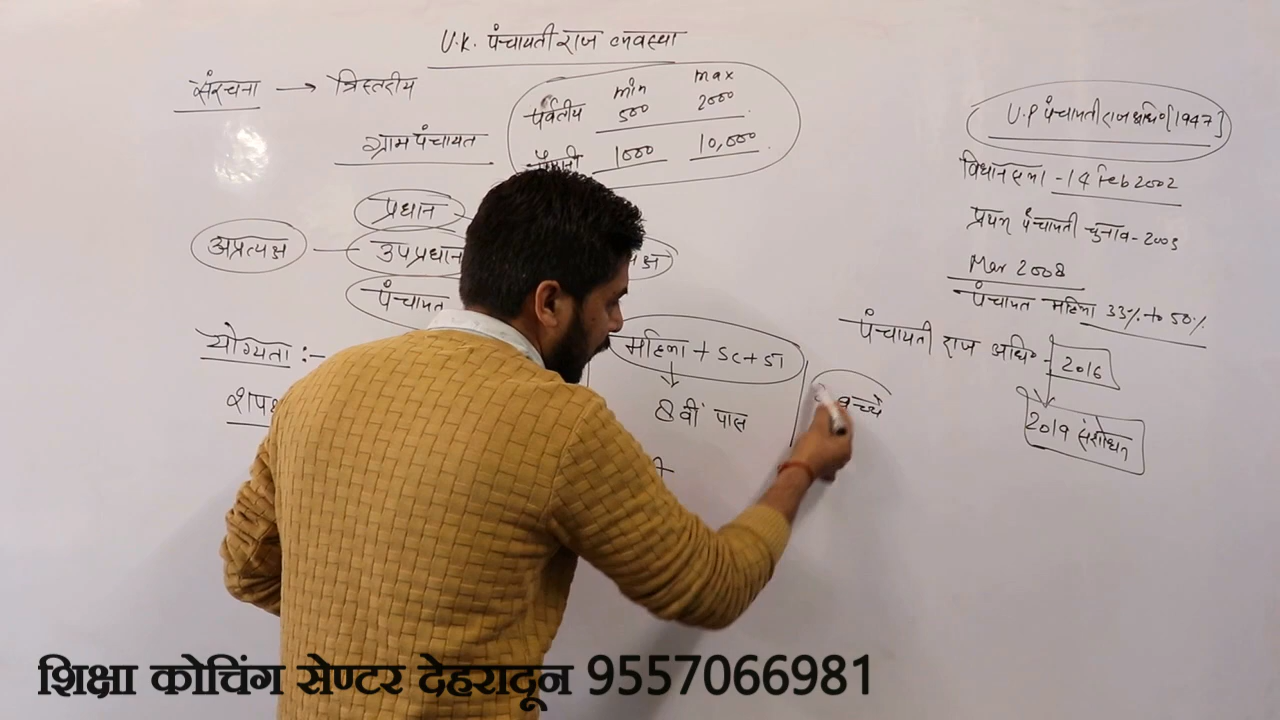 U.K. पंचायती राज व्यवस्था
संरचना → त्रिस्तरीय
min max
पर्वतीय 500 2000
1000 10,000
ग्राम पंचायत
प्रधान
अप्रत्यक्ष — उपप्रधान
पंचायत
योग्यता :-
महिला + SC + ST
8वीं पास
बच्चे
U.P पंचायती राज अधि० [1947]
विधानसभा - 14 Feb 2002
प्रथम पंचायती चुनाव - 2003
Mar 2008
पंचायत महिला 33% to 50%
पंचायती राज अधि० - 2016
2019 संशोधन
शिक्षा कोचिंग सेण्टर देहरादून 9557066981